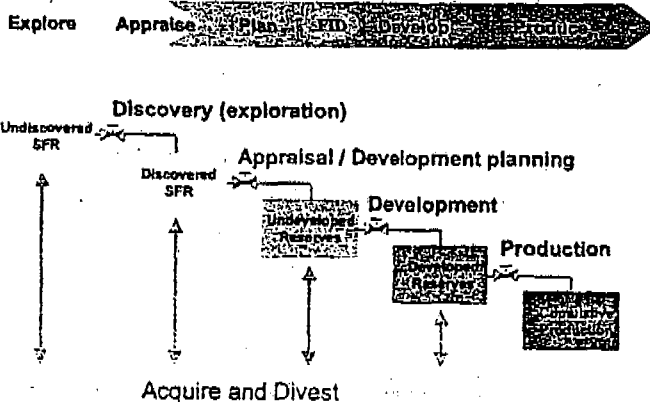 Explore Appraise Plan FID Develop Produce
Discovery (exploration)
Undiscovered
SFR
Appraisal / Development planning
Discovered
SFR
Development
Undeveloped
Reserves
Production
Developed
Reserves
Cumulative
Production
Acquire and Divest